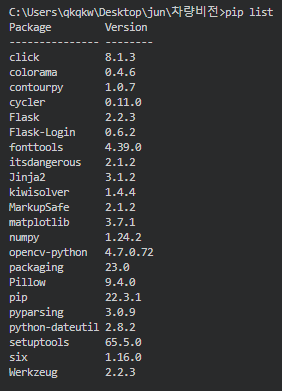 C:\Users\qkqkw\Desktop\jun\차량비전>pip list
Package         Version
--------------- --------
click           8.1.3
colorama        0.4.6
contourpy       1.0.7
cycler          0.11.0
Flask           2.2.3
Flask-Login     0.6.2
fonttools       4.39.0
itsdangerous    2.1.2
Jinja2          3.1.2
kiwisolver      1.4.4
MarkupSafe      2.1.2
matplotlib      3.7.1
numpy           1.24.2
opencv-python   4.7.0.72
packaging       23.0
Pillow          9.4.0
pip             22.3.1
pyparsing       3.0.9
python-dateutil 2.8.2
setuptools      65.5.0
six             1.16.0
Werkzeug        2.2.3